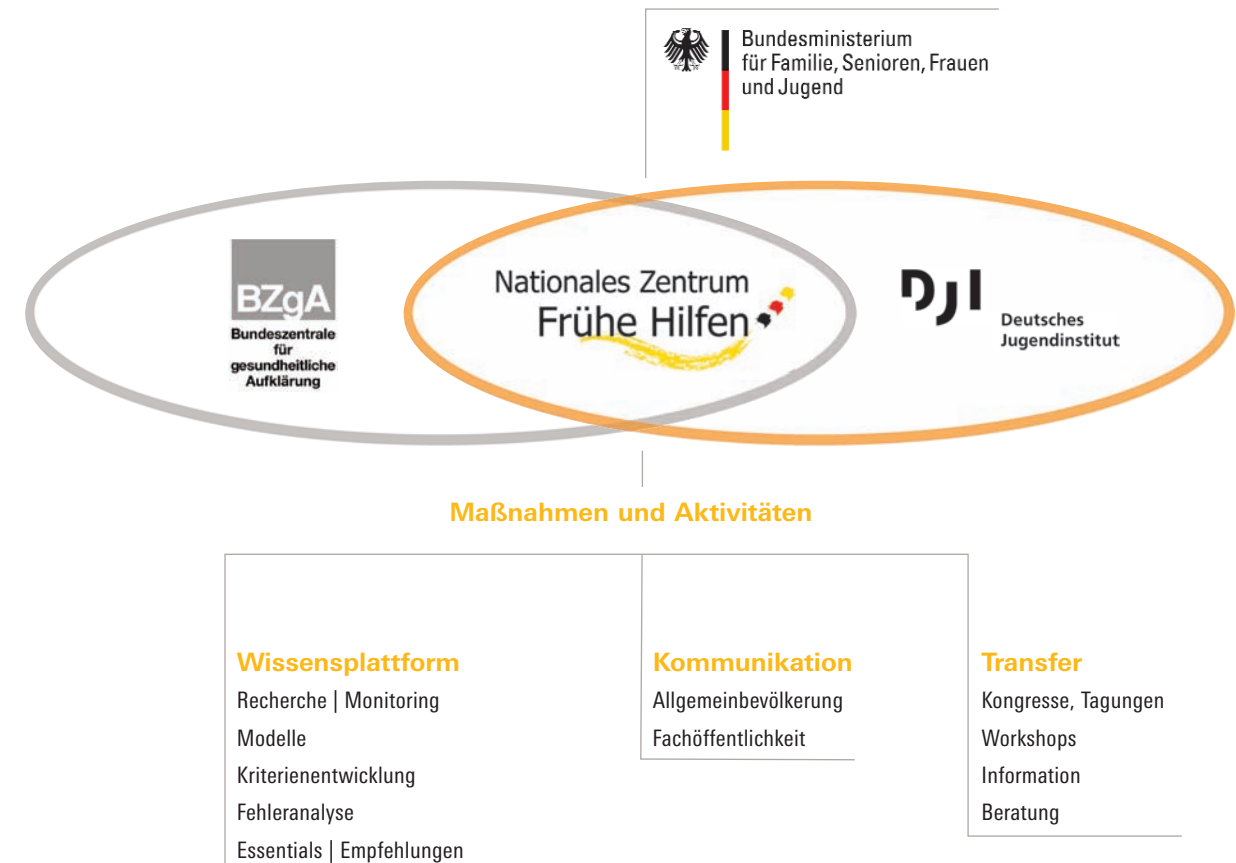 Bundesministerium
für Familie, Senioren, Frauen
und Jugend
BZgA
Bundeszentrale
für
gesundheitliche
Aufklärung
Nationales Zentrum
Frühe Hilfen
DJI
Deutsches
Jugendinstitut
Maßnahmen und Aktivitäten
Wissensplattform
Recherche | Monitoring
Modelle
Kriterienentwicklung
Fehleranalyse
Essentials | Empfehlungen
Kommunikation
Allgemeinbevölkerung
Fachöffentlichkeit
Transfer
Kongresse, Tagungen
Workshops
Information
Beratung